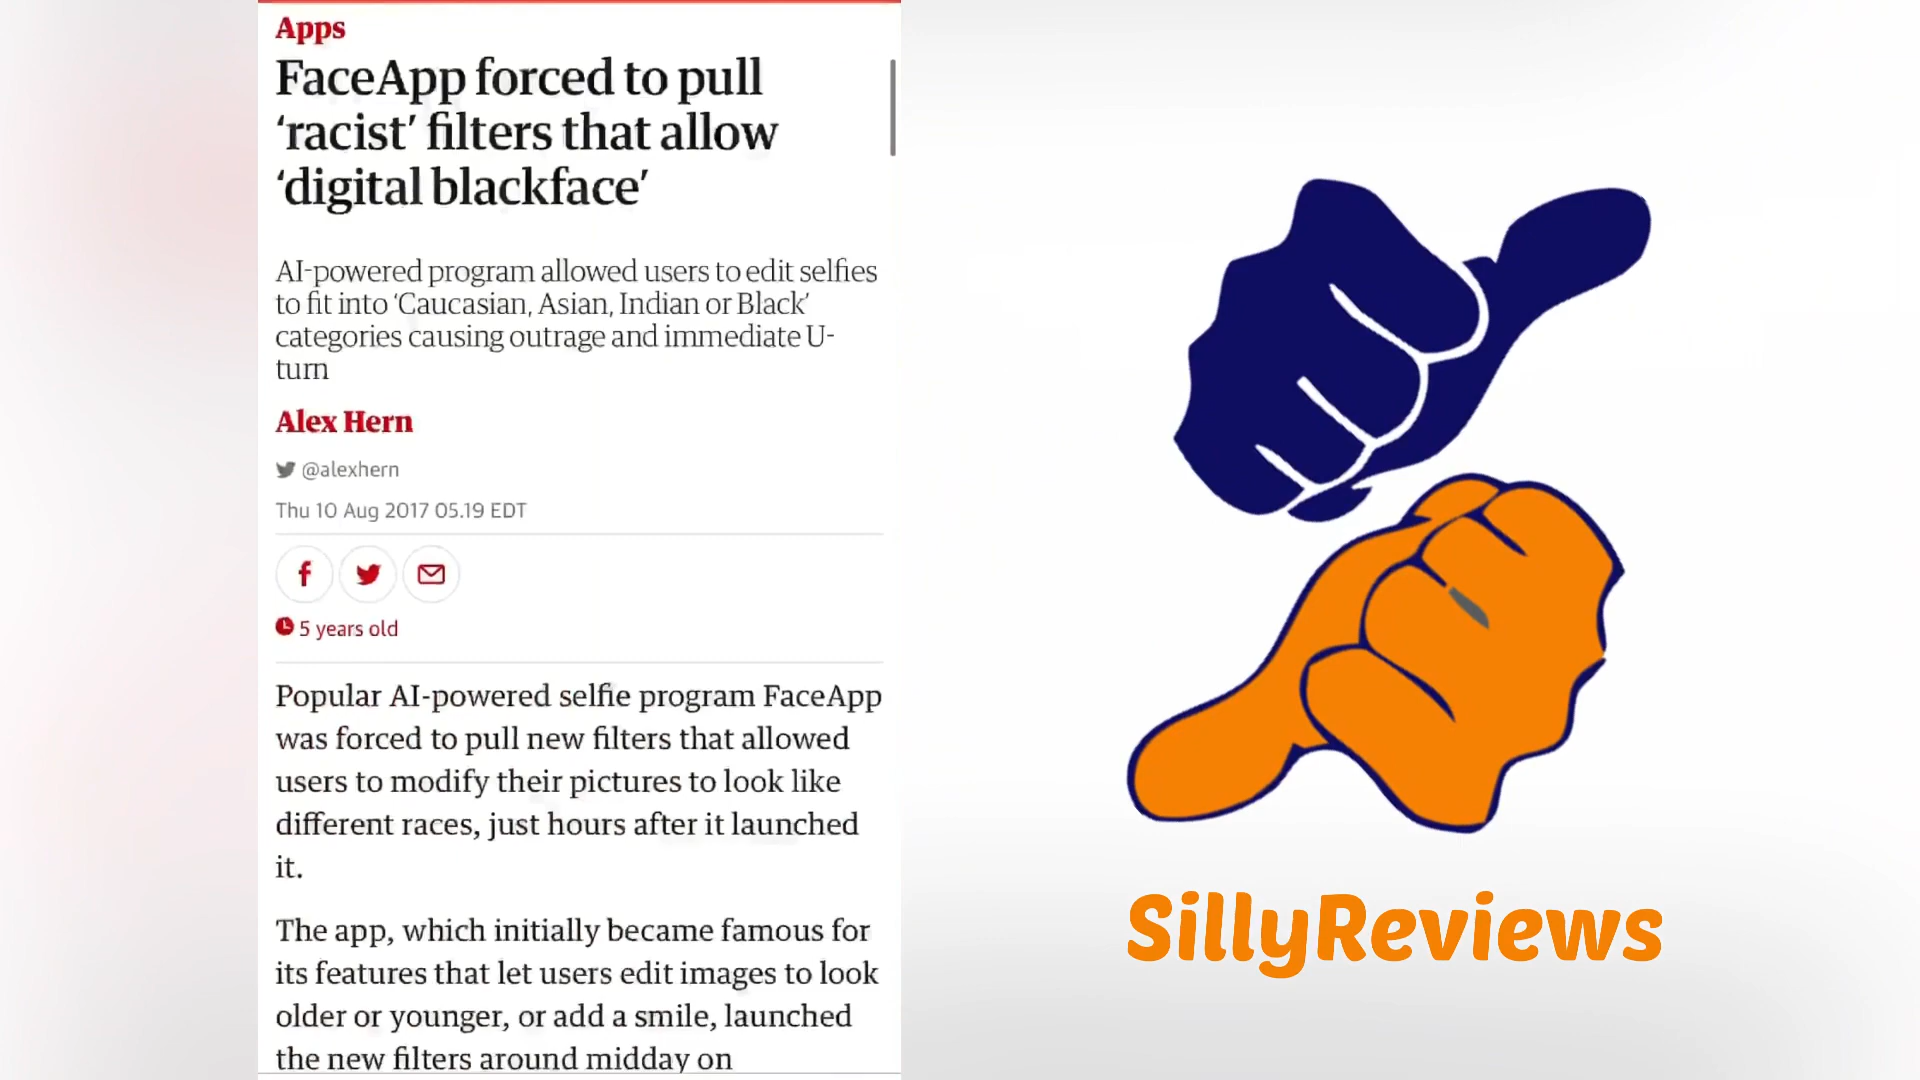 Apps
FaceApp forced to pull
‘racist’ filters that allow
‘digital blackface’
AI-powered program allowed users to edit selfies
to fit into ‘Caucasian, Asian, Indian or Black’
categories causing outrage and immediate U-
turn
Alex Hern
@alexhern
Thu 10 Aug 2017 05.19 EDT
5 years old
Popular AI-powered selfie program FaceApp
was forced to pull new filters that allowed
users to modify their pictures to look like
different races, just hours after it launched
it.
The app, which initially became famous for
its features that let users edit images to look
older or younger, or add a smile, launched
the new filters around midday on
SillyReviews